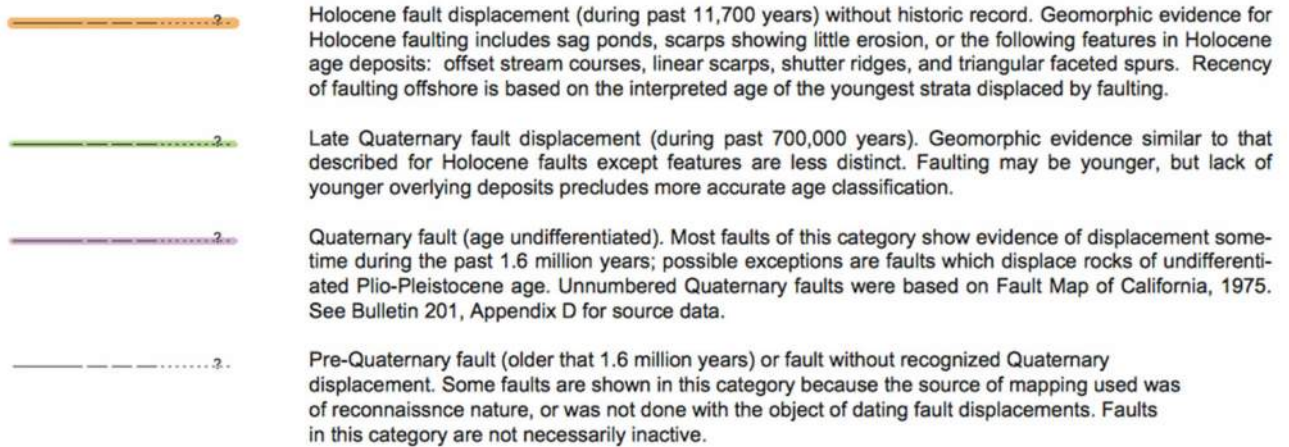 ?
Holocene fault displacement (during past 11,700 years) without historic record. Geomorphic evidence for
Holocene faulting includes sag ponds, scarps showing little erosion, or the following features in Holocene
age deposits: offset stream courses, linear scarps, shutter ridges, and triangular faceted spurs. Recency
of faulting offshore is based on the interpreted age of the youngest strata displaced by faulting.
?
Late Quaternary fault displacement (during past 700,000 years). Geomorphic evidence similar to that
described for Holocene faults except features are less distinct. Faulting may be younger, but lack of
younger overlying deposits precludes more accurate age classification.
?
Quaternary fault (age undifferentiated). Most faults of this category show evidence of displacement some-
time during the past 1.6 million years; possible exceptions are faults which displace rocks of undifferenti-
ated Plio-Pleistocene age. Unnumbered Quaternary faults were based on Fault Map of California, 1975.
See Bulletin 201, Appendix D for source data.
?
Pre-Quaternary fault (older that 1.6 million years) or fault without recognized Quaternary
displacement. Some faults are shown in this category because the source of mapping used was
of reconnaissnce nature, or was not done with the object of dating fault displacements. Faults
in this category are not necessarily inactive.